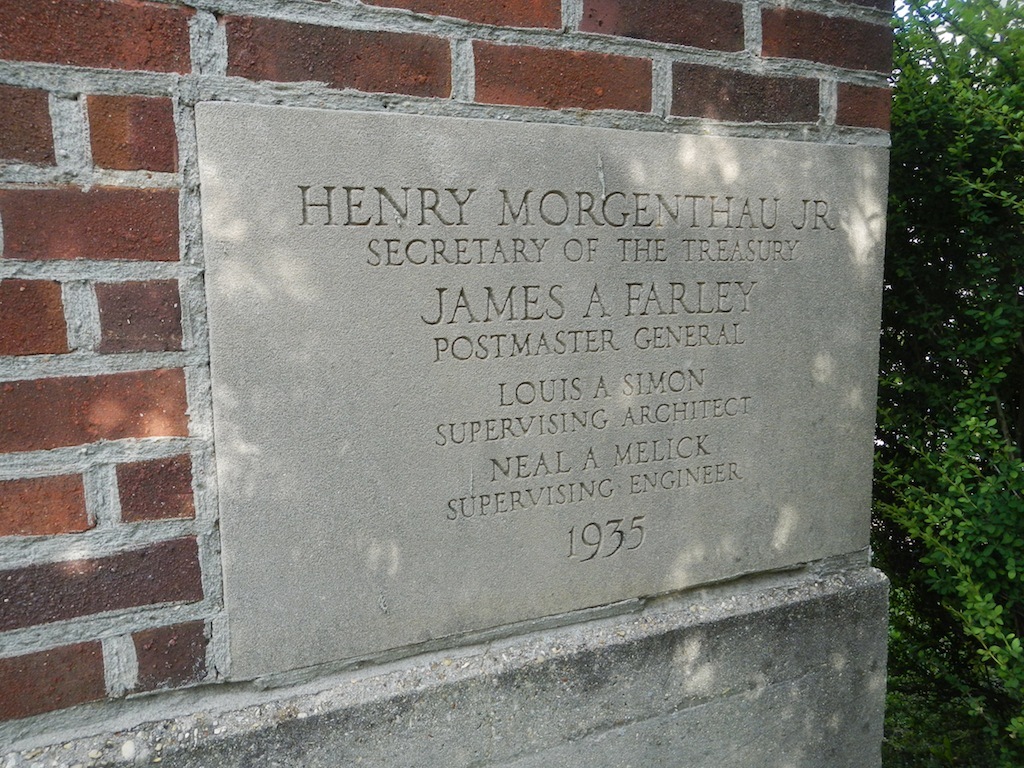 HENRY MORGENTHAU JR
SECRETARY OF THE TREASURY
JAMES A FARLEY
POSTMASTER GENERAL
LOUIS A SIMON
SUPERVISING ARCHITECT
NEAL A MELICK
SUPERVISING ENGINEER
1935